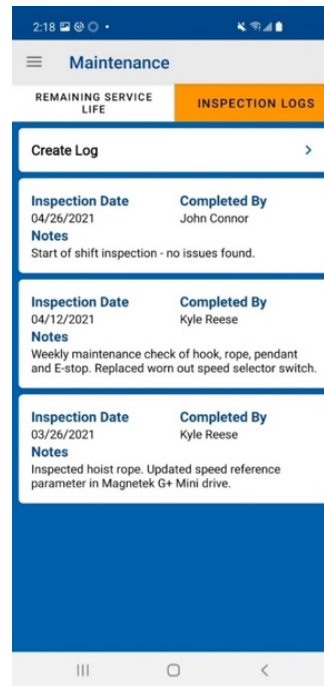 2:18
Maintenance
REMAINING SERVICE
LIFE
INSPECTION LOGS
Create Log
Inspection Date Completed By
04/26/2021 John Connor
Notes
Start of shift inspection - no issues found.
Inspection Date Completed By
04/12/2021 Kyle Reese
Notes
Weekly maintenance check of hook, rope, pendant
and E-stop. Replaced worn out speed selector switch.
Inspection Date Completed By
03/26/2021 Kyle Reese
Notes
Inspected hoist rope. Updated speed reference
parameter in Magnetek G+ Mini drive.